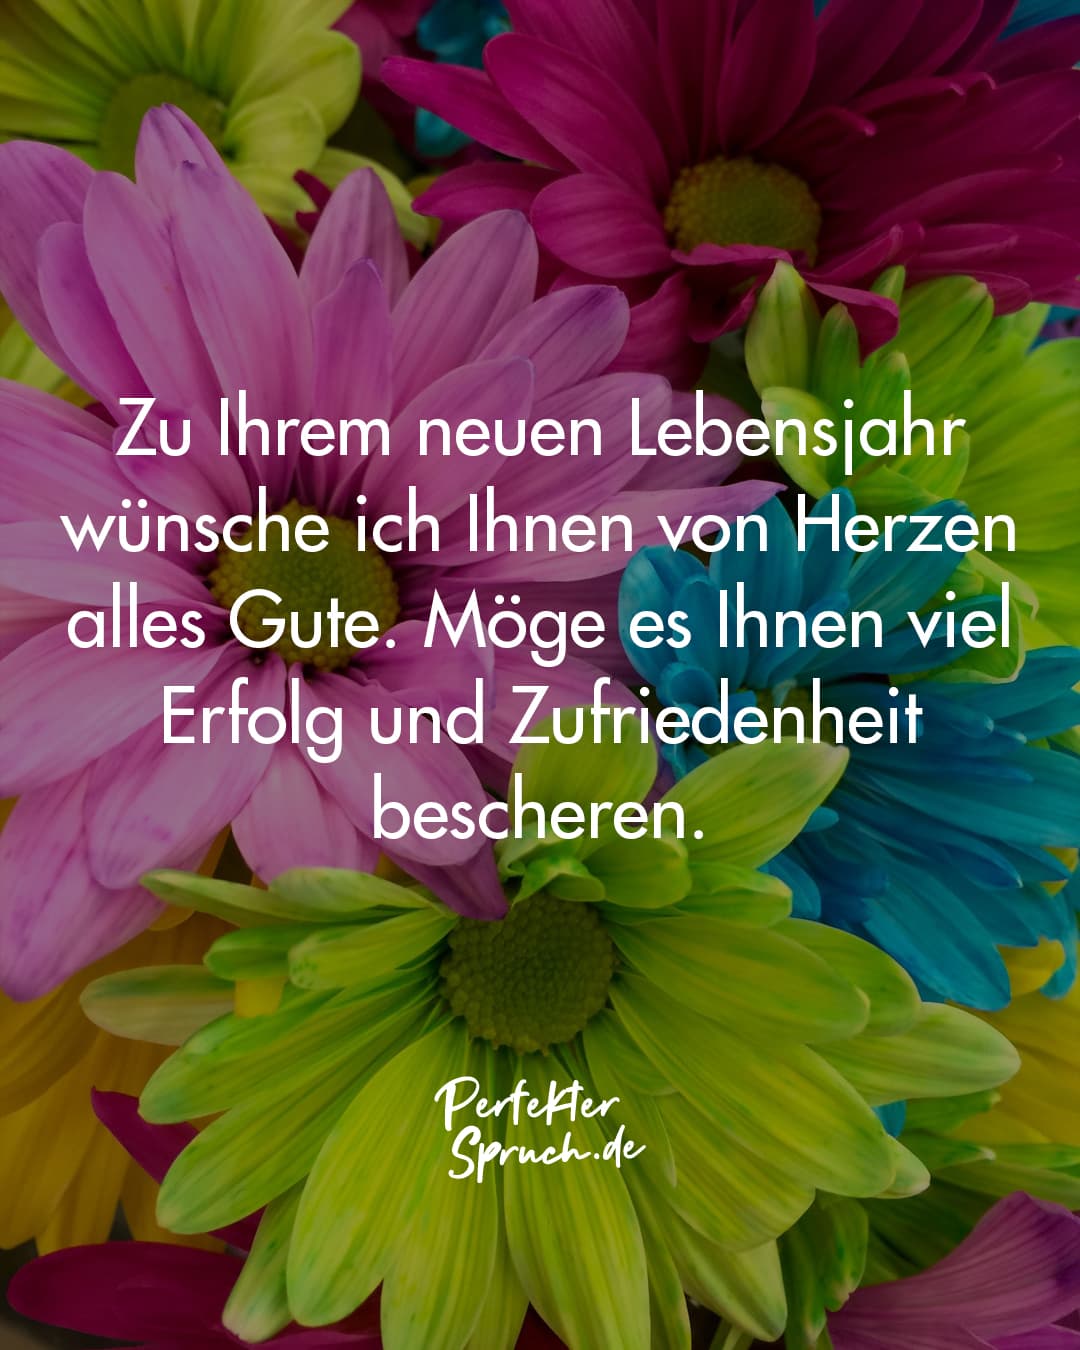 Zu Ihrem neuen Lebensjahr
wünsche ich Ihnen von Herzen
alles Gute. Möge es Ihnen viel
Erfolg und Zufriedenheit
bescheren.
Perfekter
Spruch.de